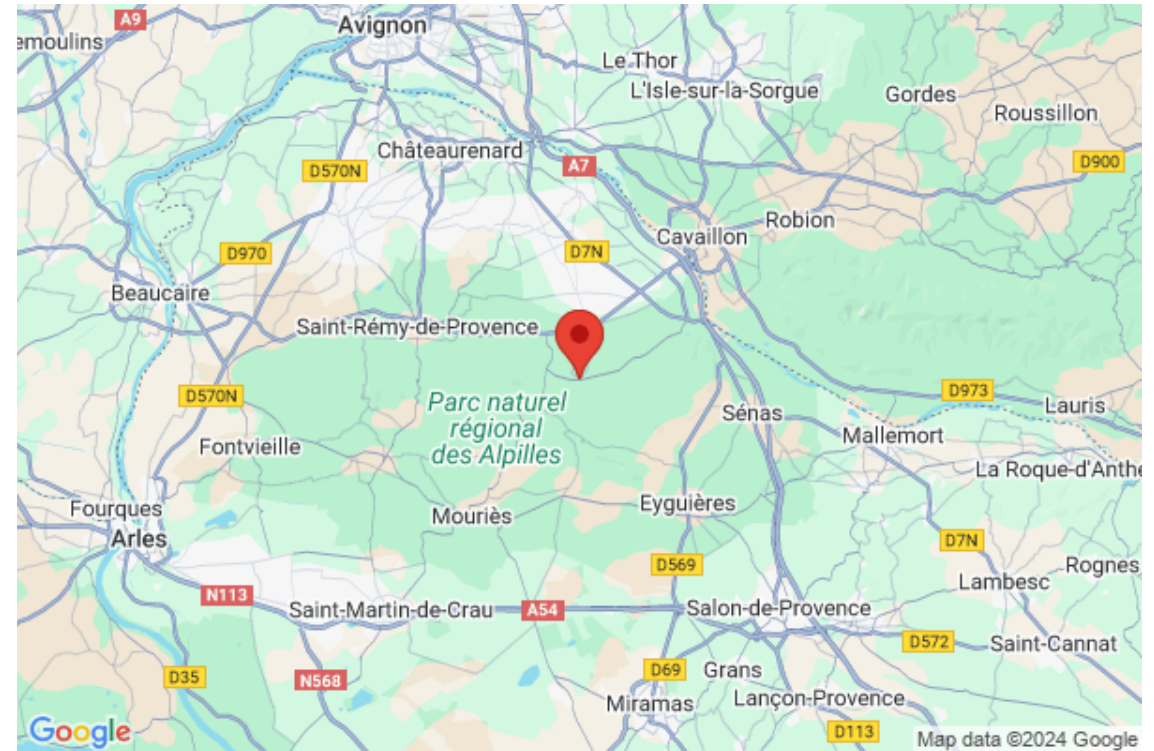 A9
Avignon
emoulins
Le Thor
L'Isle-sur-la-Sorgue
Gordes
Roussillon
Châteaurenard
A7
D900
D570N
Robion
Cavaillon
D970
D7N
Beaucaire
Saint-Rémy-de-Provence
D570N
Parc naturel
régional
des Alpilles
D973
Lauris
Sénas
Mallemort
Fontvieille
La Roque-d'Anthe
Fourques
Arles
Mouriès
Eyguières
D7N
D569
Rognes
Lambesc
N113
Saint-Martin-de-Crau
A54
Salon-de-Provence
D572
Saint-Cannat
D35
N568
D69
Grans
Miramas
Lançon-Provence
D113
Google
Map data ©2024 Google